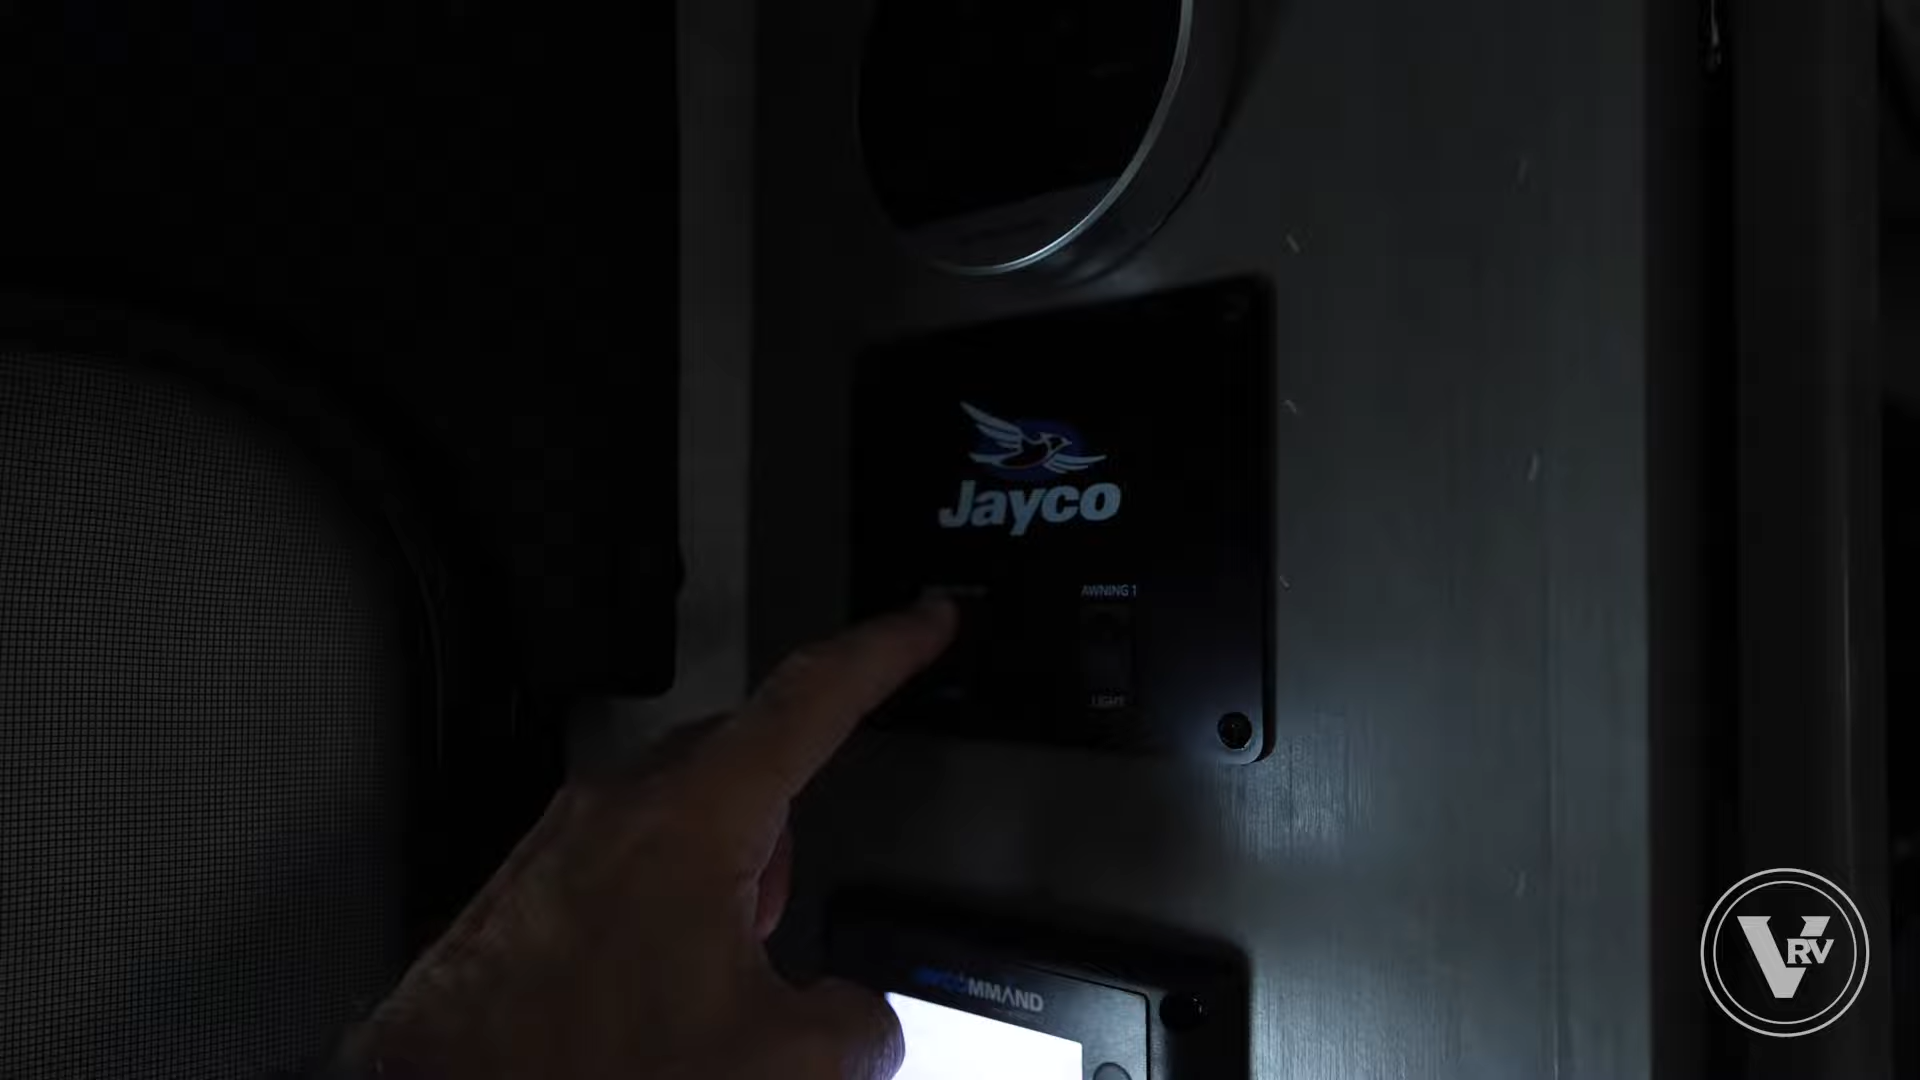 Jayco
AWNING 1
LIGHT
MMAND
V
RV